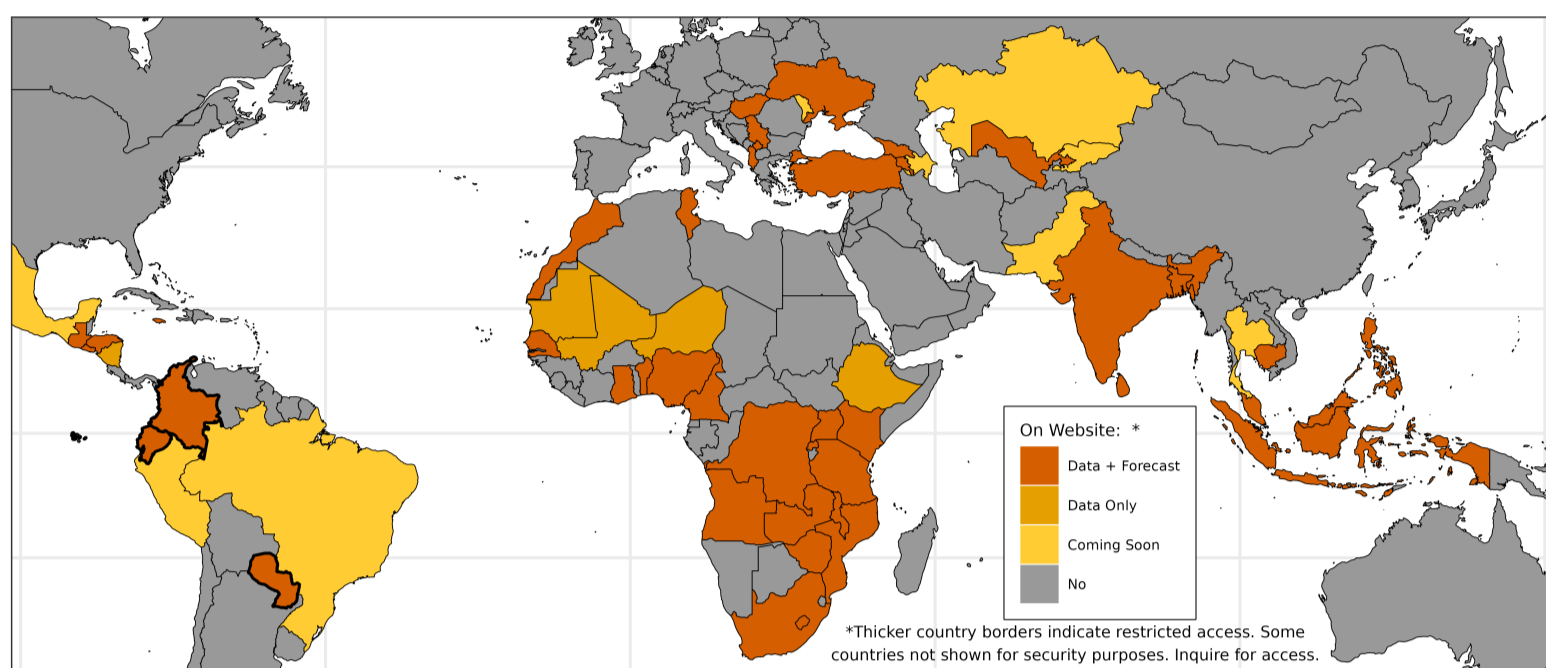 On Website:  *
Data + Forecast
Data Only
Coming Soon
No
*Thicker country borders indicate restricted access. Some
countries not shown for security purposes. Inquire for access.